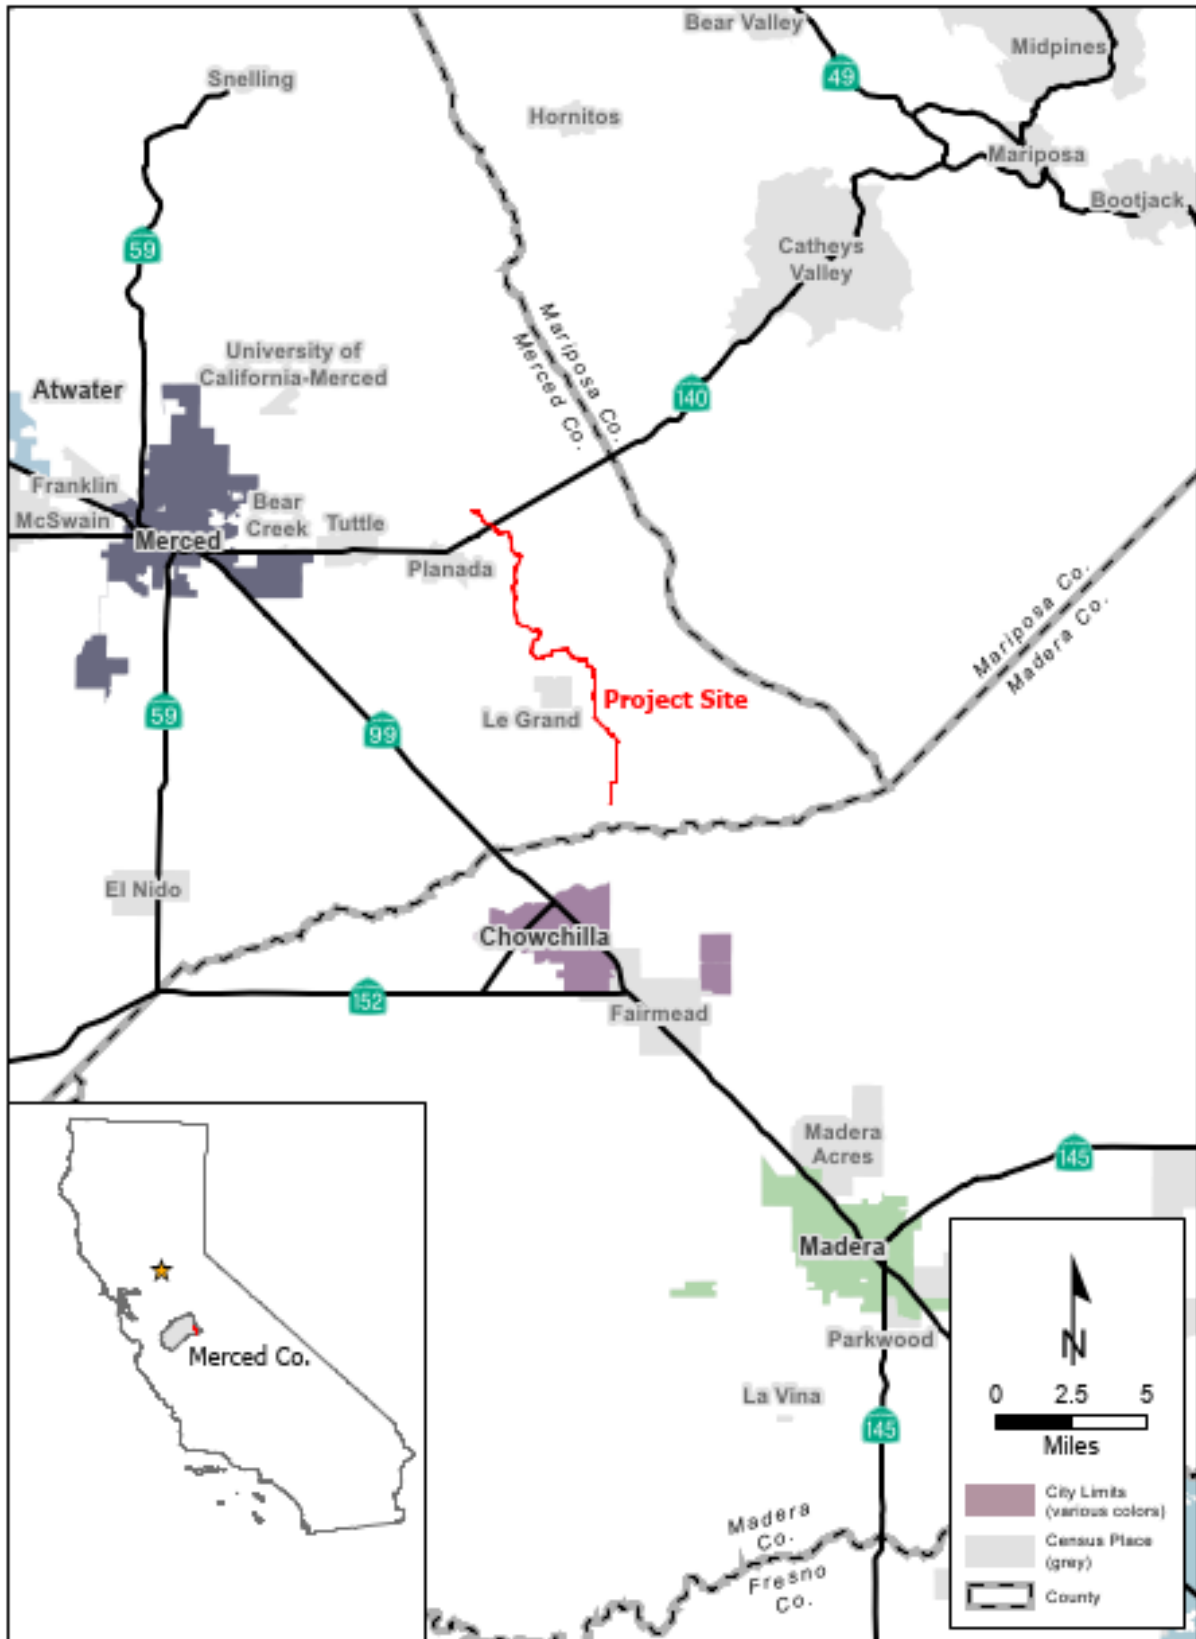 Bear Valley
Midpines
49
Snelling
Hornitos
Mariposa
Bootjack
59
Catheys
Valley
Mariposa Co.
Merced Co.
University of
California-Merced
Atwater
140
Franklin
McSwain
Bear
Creek
Tuttle
Merced
Planada
Mariposa Co.
Madera Co.
59
99
Le Grand
Project Site
El Nido
Chowchilla
152
Fairmead
Madera
Acres
145
Madera
Parkwood
La Vina
145
Madera
Co.
Fresno
Co.
Merced Co.
N
0 2.5 5
Miles
City Limits
(various colors)
Census Place
(grey)
County